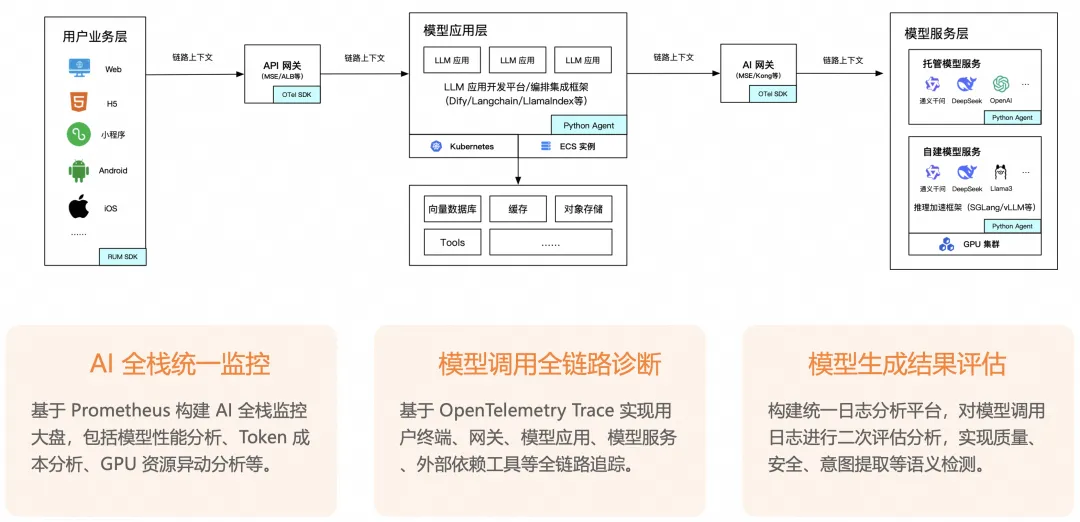 用户业务层
Web
H5
小程序
Android
iOS
......
RUM SDK
链路上下文
API 网关
(MSE/ALB等)
OTel SDK
链路上下文
模型应用层
LLM 应用
LLM 应用
LLM 应用
LLM 应用开发平台/编排集成框架
(Dify/Langchain/LlamaIndex等)
Python Agent
Kubernetes
ECS 实例
向量数据库
缓存
对象存储
Tools
......
链路上下文
AI 网关
(MSE/Kong等)
OTel SDK
链路上下文
模型服务层
托管模型服务
通义千问
DeepSeek
OpenAI
...
Python Agent
自建模型服务
通义千问
DeepSeek
Llama3
...
推理加速框架（SGLang/vLLM等）
Python Agent
GPU 集群
AI 全栈统一监控
基于 Prometheus 构建 AI 全栈监控
大盘，包括模型性能分析、Token 成
本分析、GPU 资源异动分析等。
模型调用全链路诊断
基于 OpenTelemetry Trace 实现用
户终端、网关、模型应用、模型服务
、外部依赖工具等全链路追踪。
模型生成结果评估
构建统一日志分析平台，对模型调用
日志进行二次评估分析，实现质量、
安全、意图提取等语义检测。